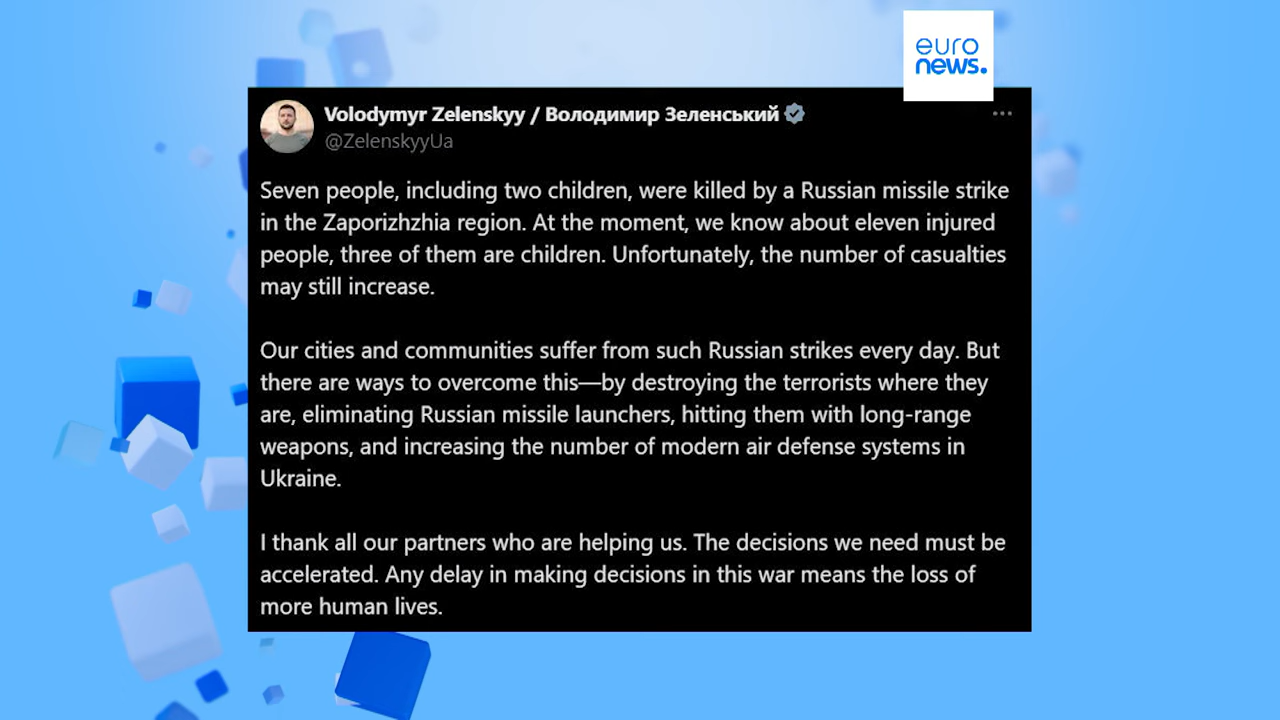 euro
news.
Volodymyr Zelenskyy / Володимир Зеленський
@ZelenskyyUa
Seven people, including two children, were killed by a Russian missile strike
in the Zaporizhzhia region. At the moment, we know about eleven injured
people, three of them are children. Unfortunately, the number of casualties
may still increase.
Our cities and communities suffer from such Russian strikes every day. But
there are ways to overcome this—by destroying the terrorists where they
are, eliminating Russian missile launchers, hitting them with long-range
weapons, and increasing the number of modern air defense systems in
Ukraine.
I thank all our partners who are helping us. The decisions we need must be
accelerated. Any delay in making decisions in this war means the loss of
more human lives.